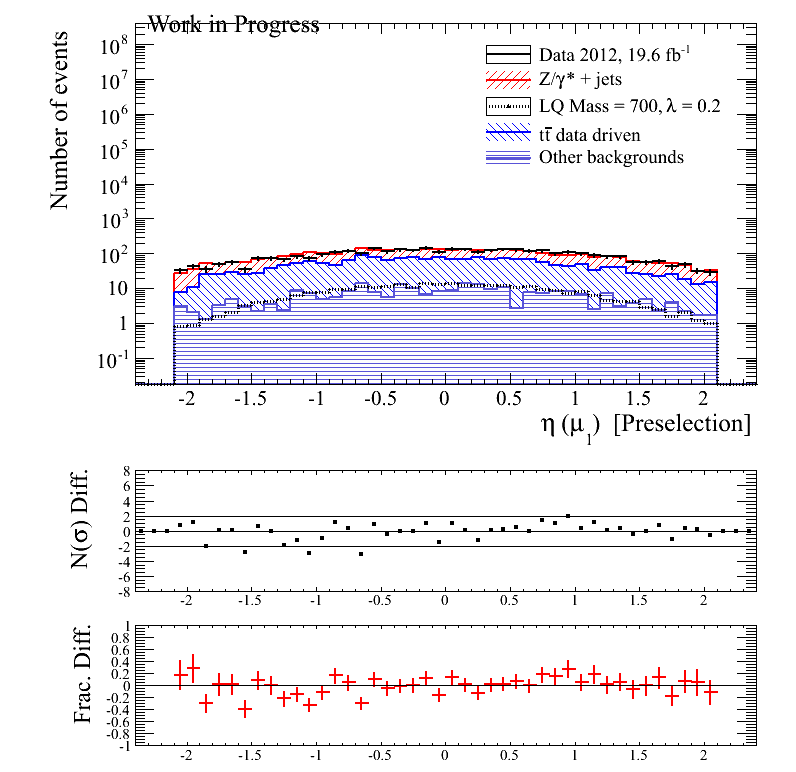 Work in Progress
Number of events
10⁸
10⁷
10⁶
10⁵
10⁴
10³
10²
10
1
10⁻¹
Data 2012, 19.6 fb⁻¹
Z/γ* + jets
LQ Mass = 700, λ = 0.2
tt̄ data driven
Other backgrounds
-2 -1.5 -1 -0.5 0 0.5 1 1.5 2
η (μ₁) [Preselection]
N(σ) Diff.
8
6
4
2
0
-2
-4
-6
-8
-2 -1.5 -1 -0.5 0 0.5 1 1.5 2
Frac. Diff.
1
0.8
0.6
0.4
0.2
0
-0.2
-0.4
-0.6
-0.8
-1
-2 -1.5 -1 -0.5 0 0.5 1 1.5 2